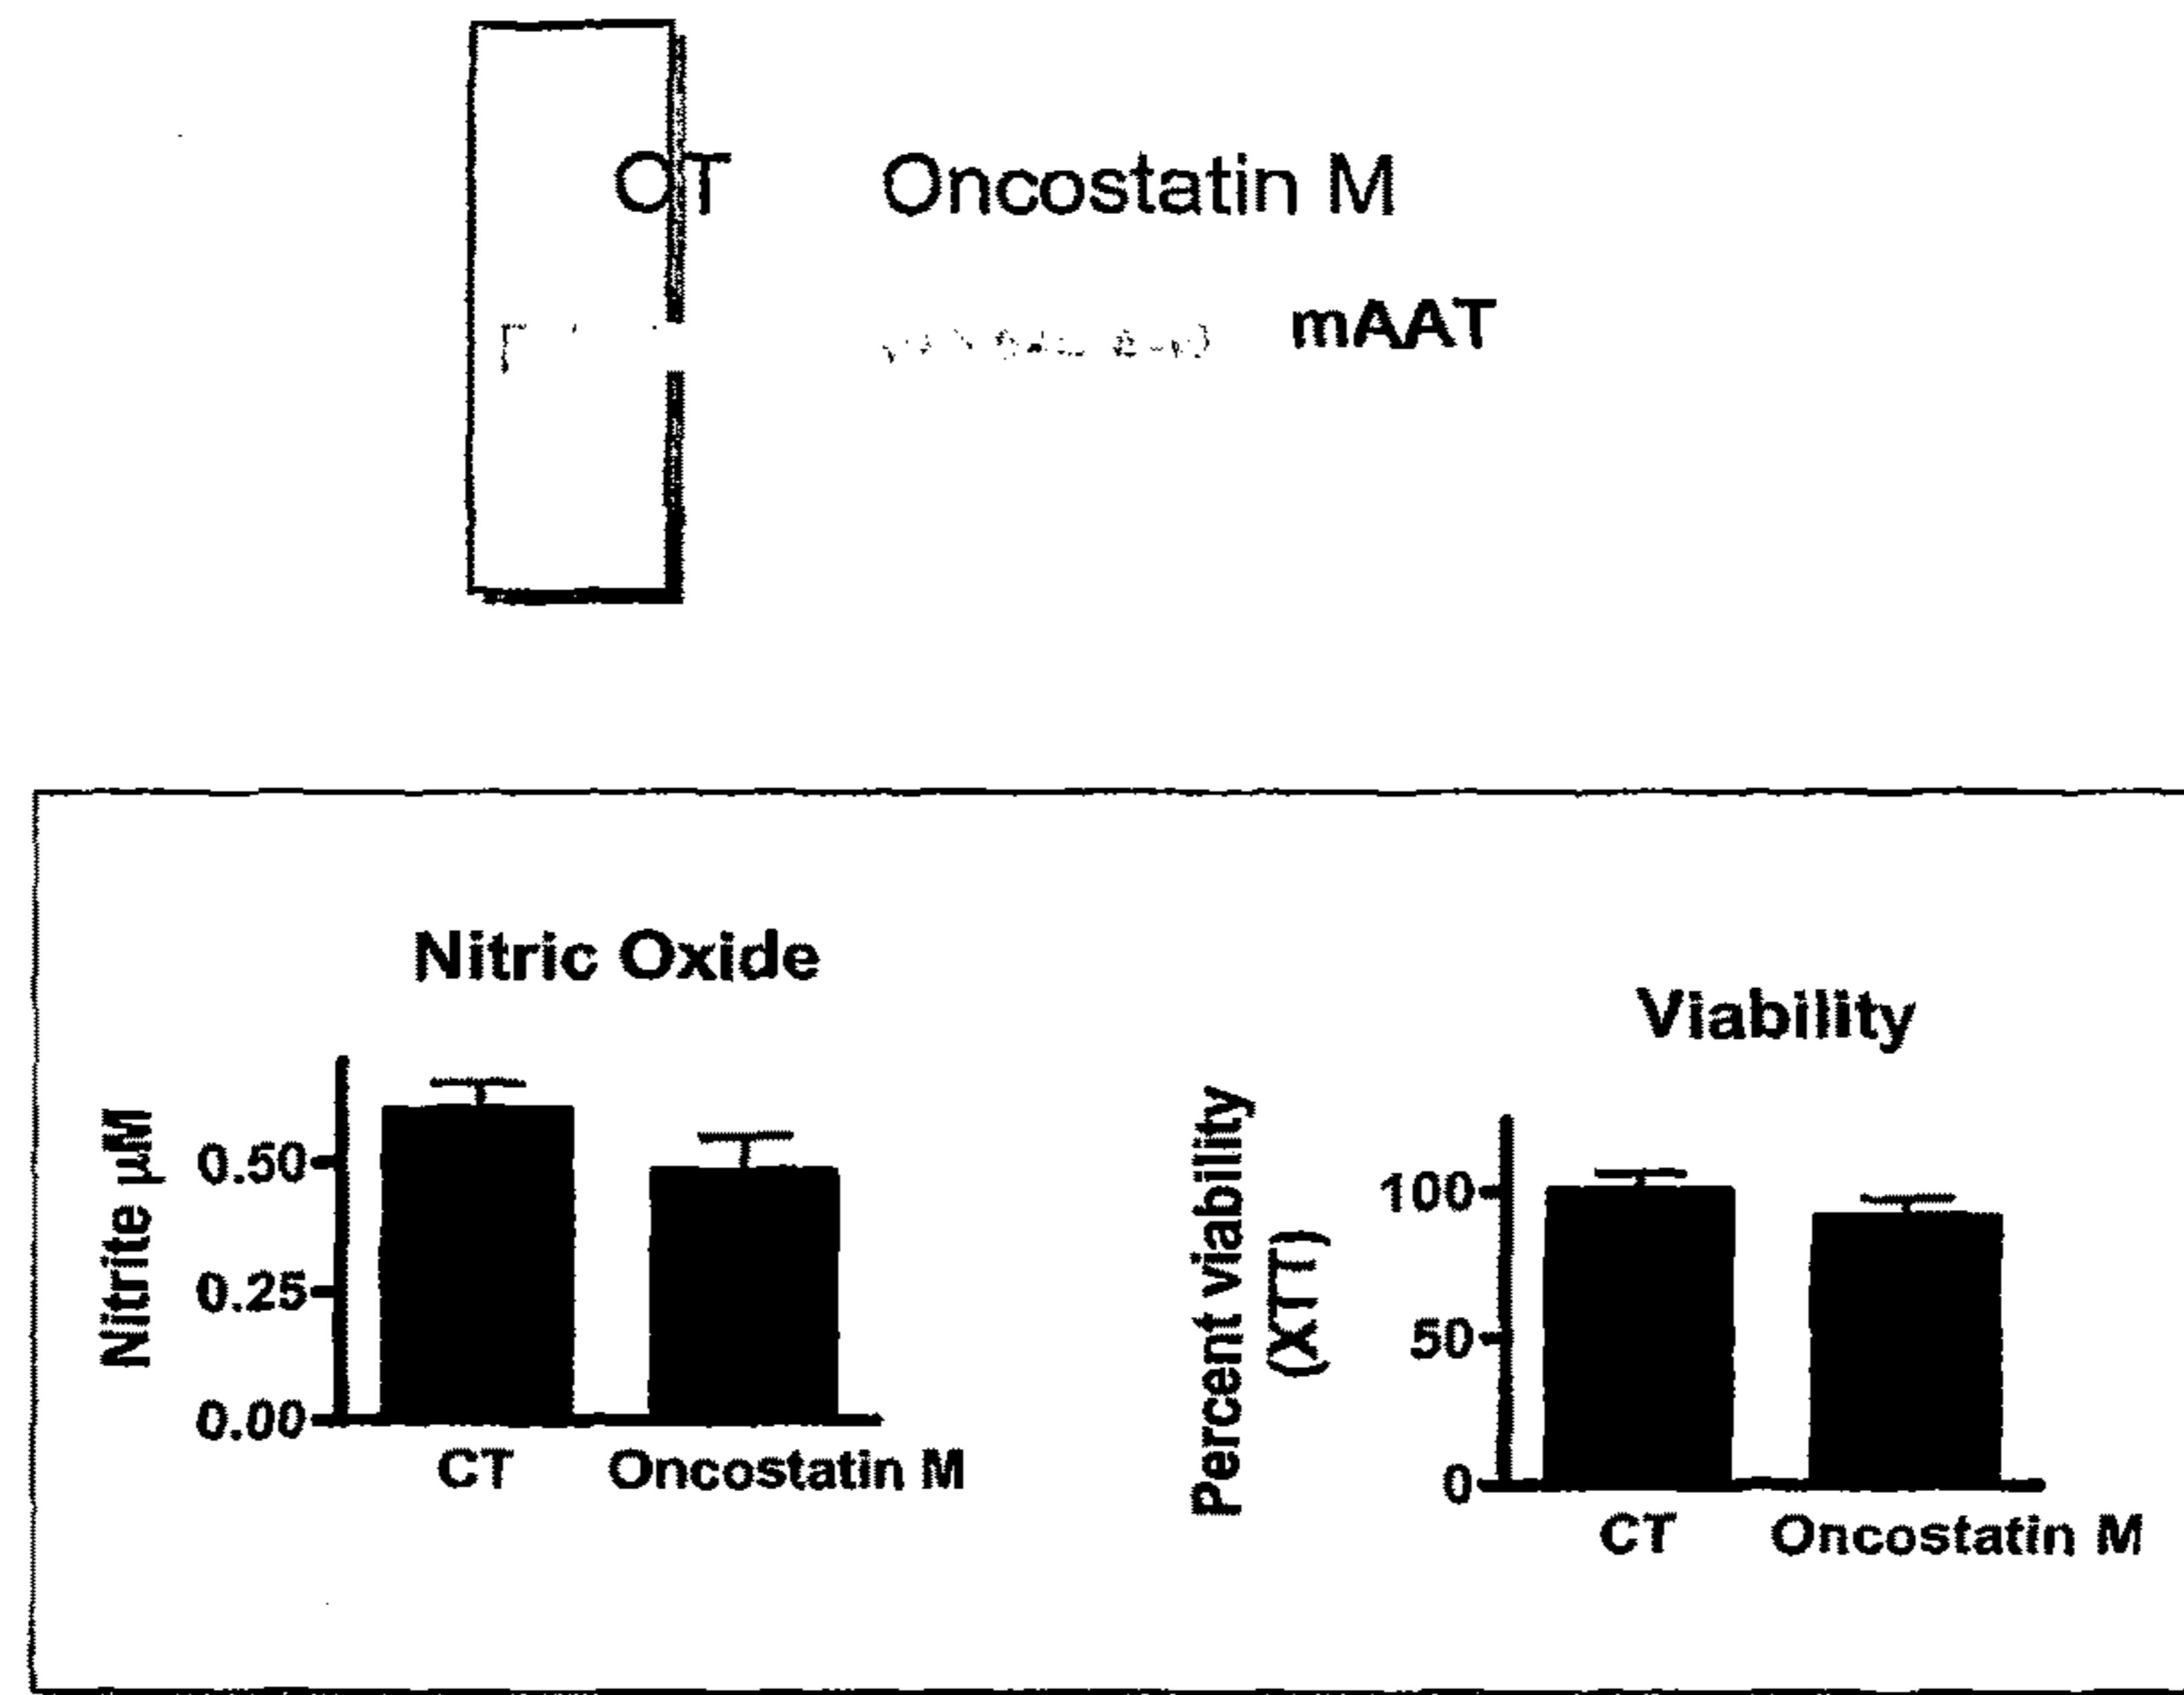 CT Oncostatin M
mAAT
Nitric Oxide
Nitrite µM
0.50
0.25
0.00
CT Oncostatin M
Viability
Percent viability
(XTT)
100
50
0
CT Oncostatin M